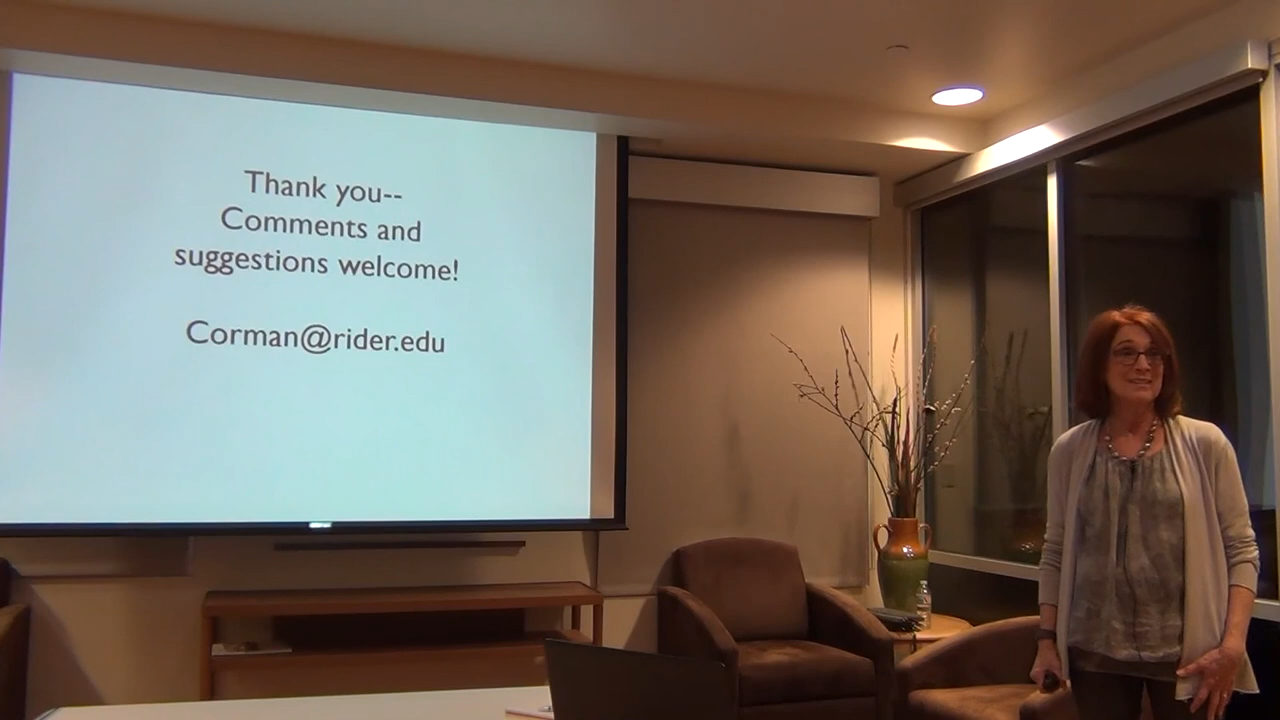 Thank you--
Comments and
suggestions welcome!
Corman@rider.edu